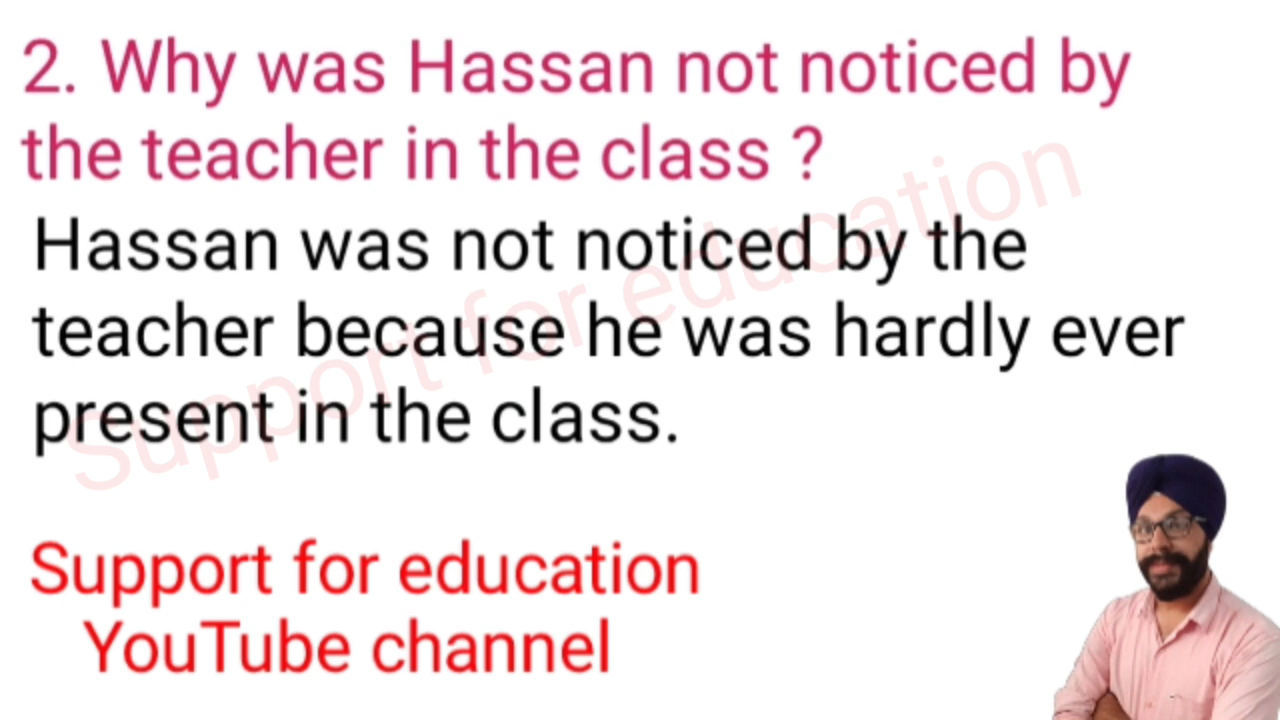 2. Why was Hassan not noticed by
the teacher in the class ?
Hassan was not noticed by the
teacher because he was hardly ever
present in the class.
Support for education
Support for education
YouTube channel